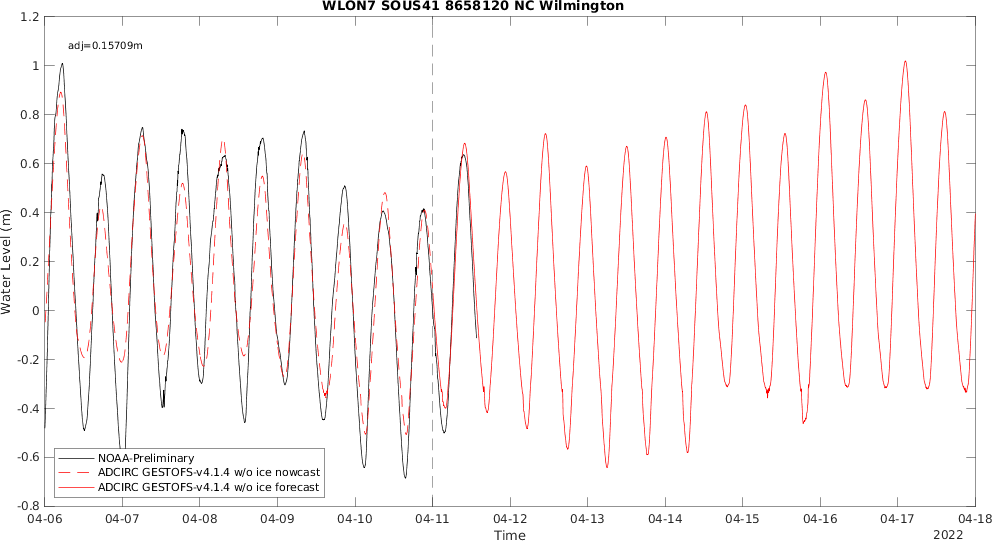 WLON7 SOUS41 8658120 NC Wilmington
adj=0.15709m
1.2
1
0.8
0.6
0.4
0.2
0
-0.2
-0.4
-0.6
-0.8
Water Level (m)
NOAA-Preliminary
ADCIRC GESTOFS-v4.1.4 w/o ice nowcast
ADCIRC GESTOFS-v4.1.4 w/o ice forecast
04-06 04-07 04-08 04-09 04-10 04-11 04-12 04-13 04-14 04-15 04-16 04-17 04-18
Time
2022